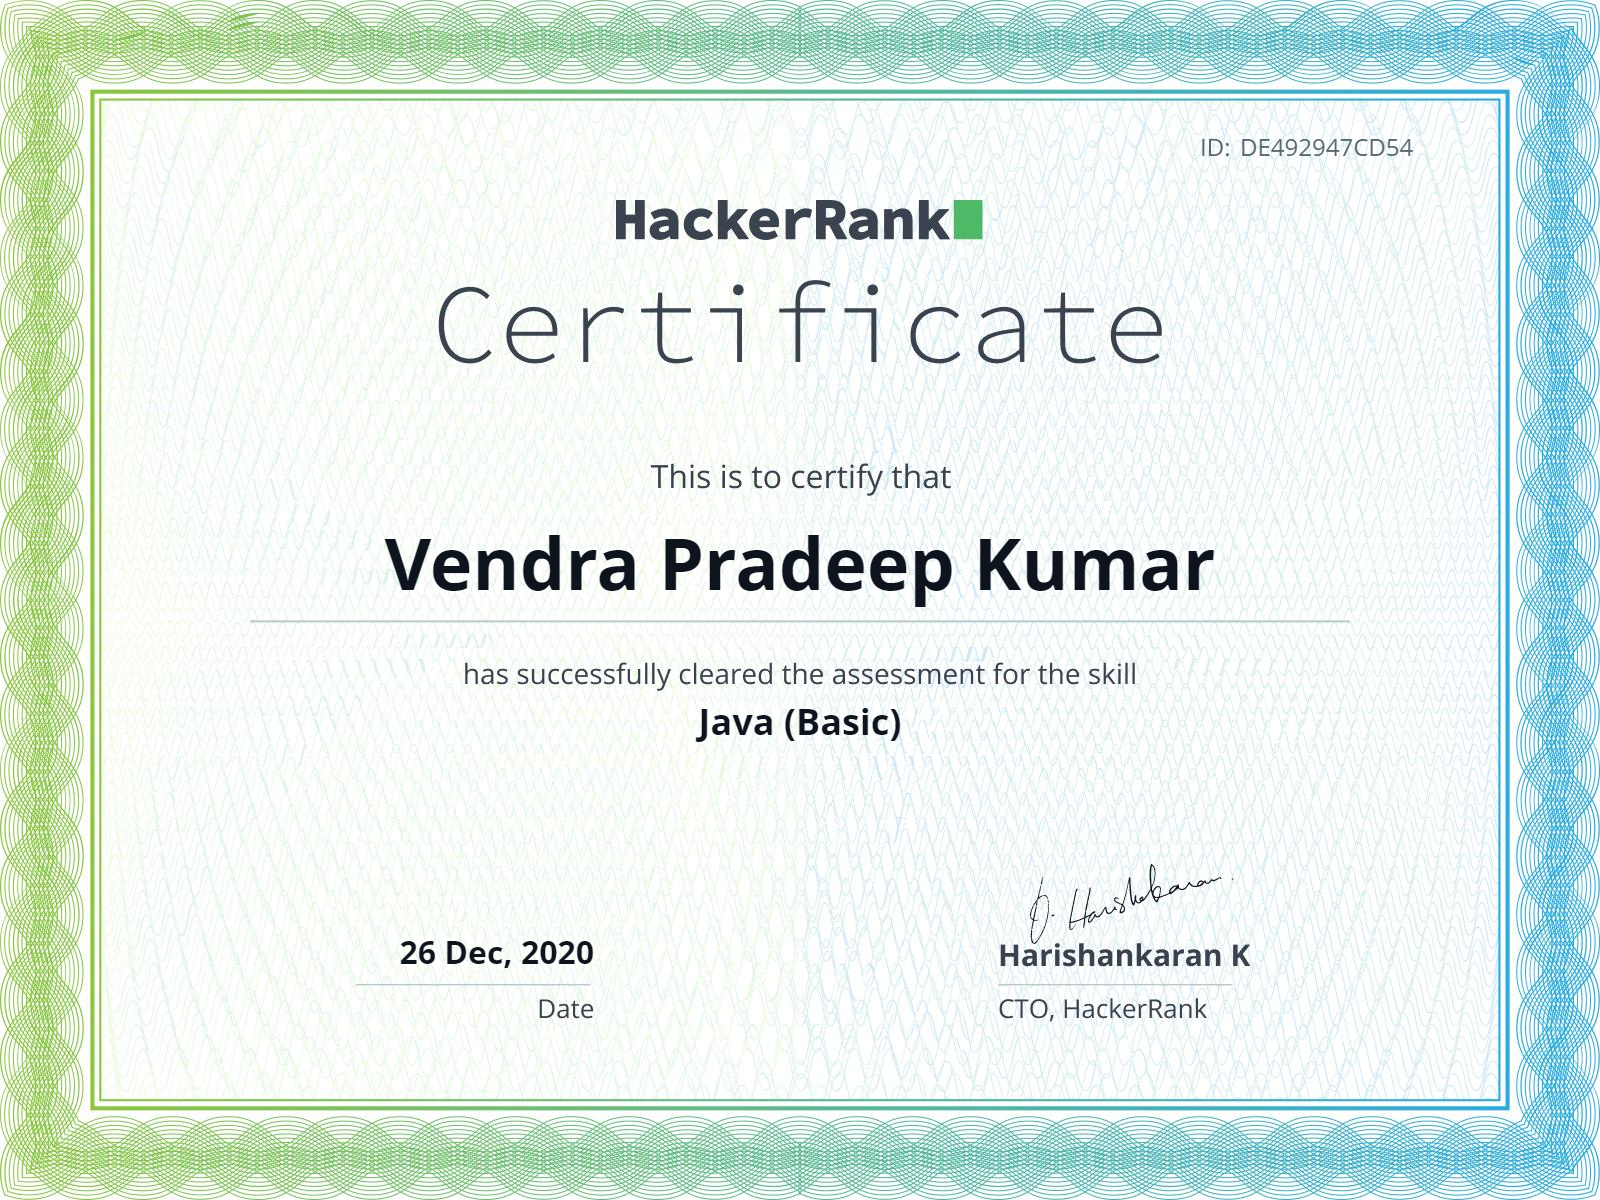 ID: DE492947CD54
HackerRank
Certificate
This is to certify that
Vendra Pradeep Kumar
has successfully cleared the assessment for the skill
Java (Basic)
26 Dec, 2020
Date
Harishankaran K
CTO, HackerRank